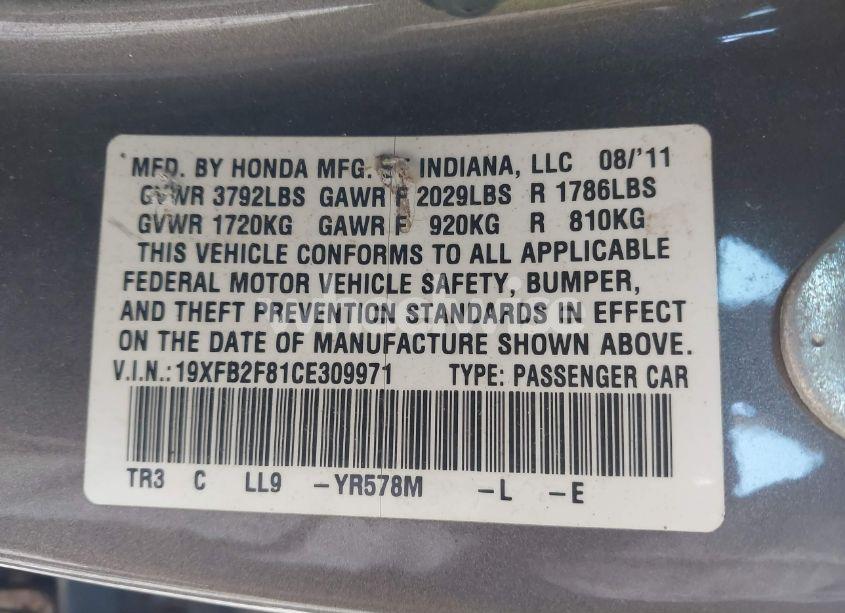 MFD. BY HONDA MFG. INDIANA, LLC 08/'11
GVWR 3792LBS GAWR F 2029LBS R 1786LBS
GVWR 1720KG GAWR F 920KG R 810KG
THIS VEHICLE CONFORMS TO ALL APPLICABLE
FEDERAL MOTOR VEHICLE SAFETY, BUMPER,
AND THEFT PREVENTION STANDARDS IN EFFECT
ON THE DATE OF MANUFACTURE SHOWN ABOVE.
V.I.N.: 19XFB2F81CE309971 TYPE: PASSENGER CAR
TR3 C LL9 -YR578M -L -E